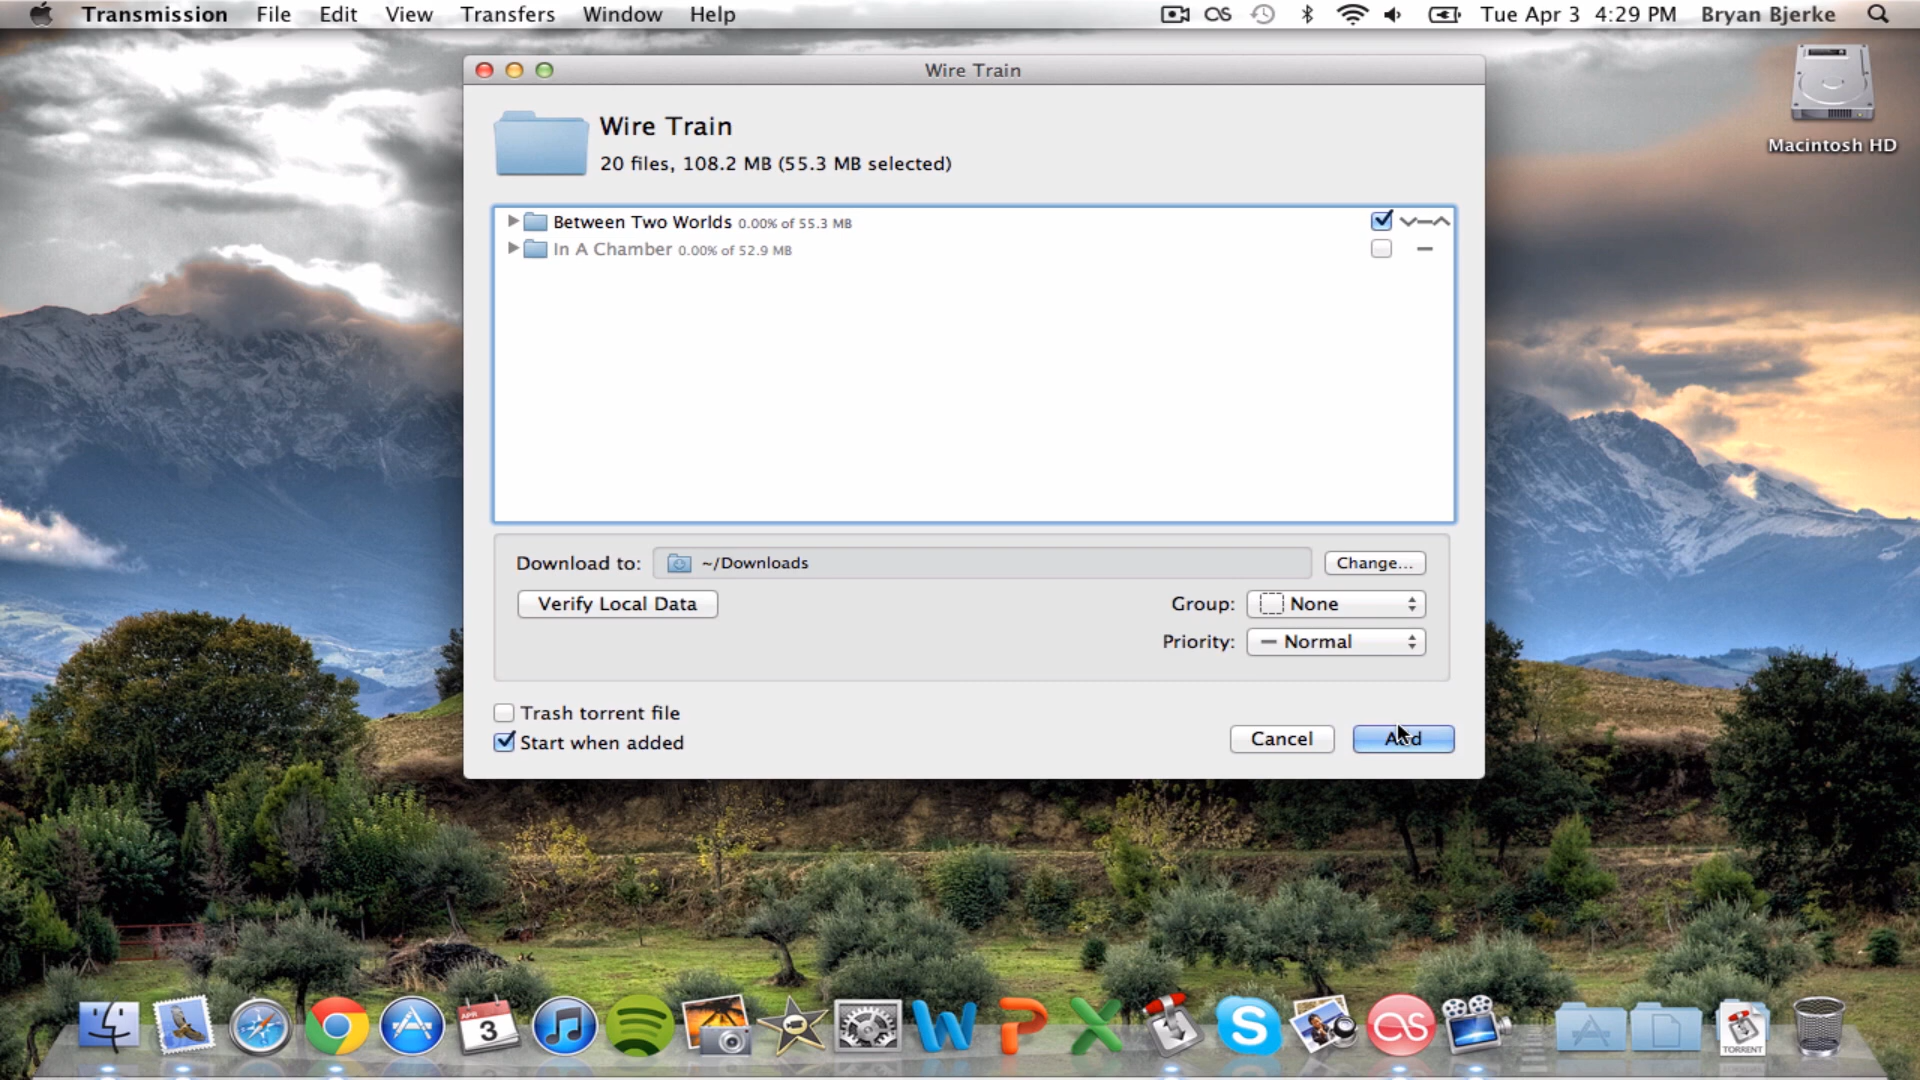 Transmission File Edit View Transfers Window Help Tue Apr 3 4:29 PM Bryan Bjerke
Wire Train
Macintosh HD
Wire Train
20 files, 108.2 MB (55.3 MB selected)
Between Two Worlds 0.00% of 55.3 MB
In A Chamber 0.00% of 52.9 MB
Download to: ~/Downloads Change...
Verify Local Data Group: None
Priority: Normal
Trash torrent file
Start when added
Cancel Add
APR
3
TORRENT